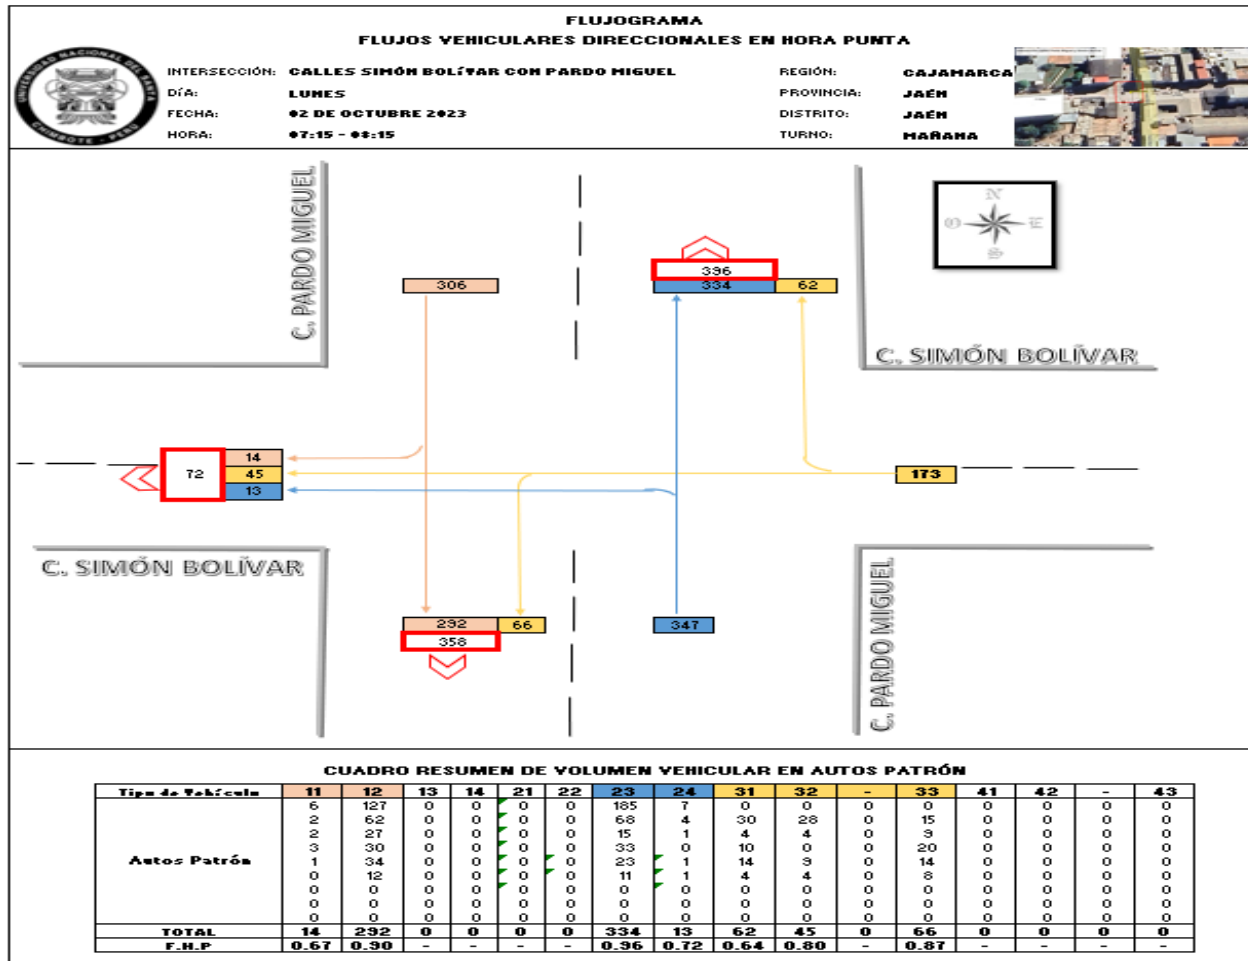 FLUJOGRAMA
FLUJOS VEHICULARES DIRECCIONALES EN HORA PUNTA
UNIVERSIDAD NACIONAL DEL SANTA
CHIMBOTE - PERU
INTERSECCIÓN: CALLES SIMÓN BOLÍVAR CON PARDO MIGUEL REGIÓN: CAJAMARCA
DÍA: LUNES PROVINCIA: JAÉN
FECHA: 02 DE OCTUBRE 2023 DISTRITO: JAÉN
HORA: 07:15 - 08:15 TURNO: MAÑANA
C. PARDO MIGUEL
N
O E
S
396
306 334 62
C. SIMÓN BOLÍVAR
14
72 45 173
13
C. SIMÓN BOLÍVAR
C. PARDO MIGUEL
292 66 347
358
CUADRO RESUMEN DE VOLUMEN VEHICULAR EN AUTOS PATRÓN
Tipo de Vehículo 11 12 13 14 21 22 23 24 31 32 - 33 41 42 - 43
6 127 0 0 0 0 185 7 0 0 0 0 0 0 0 0
2 62 0 0 0 0 68 4 30 28 0 15 0 0 0 0
2 27 0 0 0 0 15 1 4 4 0 9 0 0 0 0
3 30 0 0 0 0 33 0 10 0 0 20 0 0 0 0
Autos Patrón 1 34 0 0 0 0 23 1 14 9 0 14 0 0 0 0
0 12 0 0 0 0 11 1 4 4 0 8 0 0 0 0
0 0 0 0 0 0 0 0 0 0 0 0 0 0 0 0
0 0 0 0 0 0 0 0 0 0 0 0 0 0 0 0
0 0 0 0 0 0 0 0 0 0 0 0 0 0 0 0
TOTAL 14 292 0 0 0 0 334 13 62 45 0 66 0 0 0 0
F.H.P 0.67 0.90 - - - - 0.96 0.72 0.64 0.80 - 0.87 - - - -